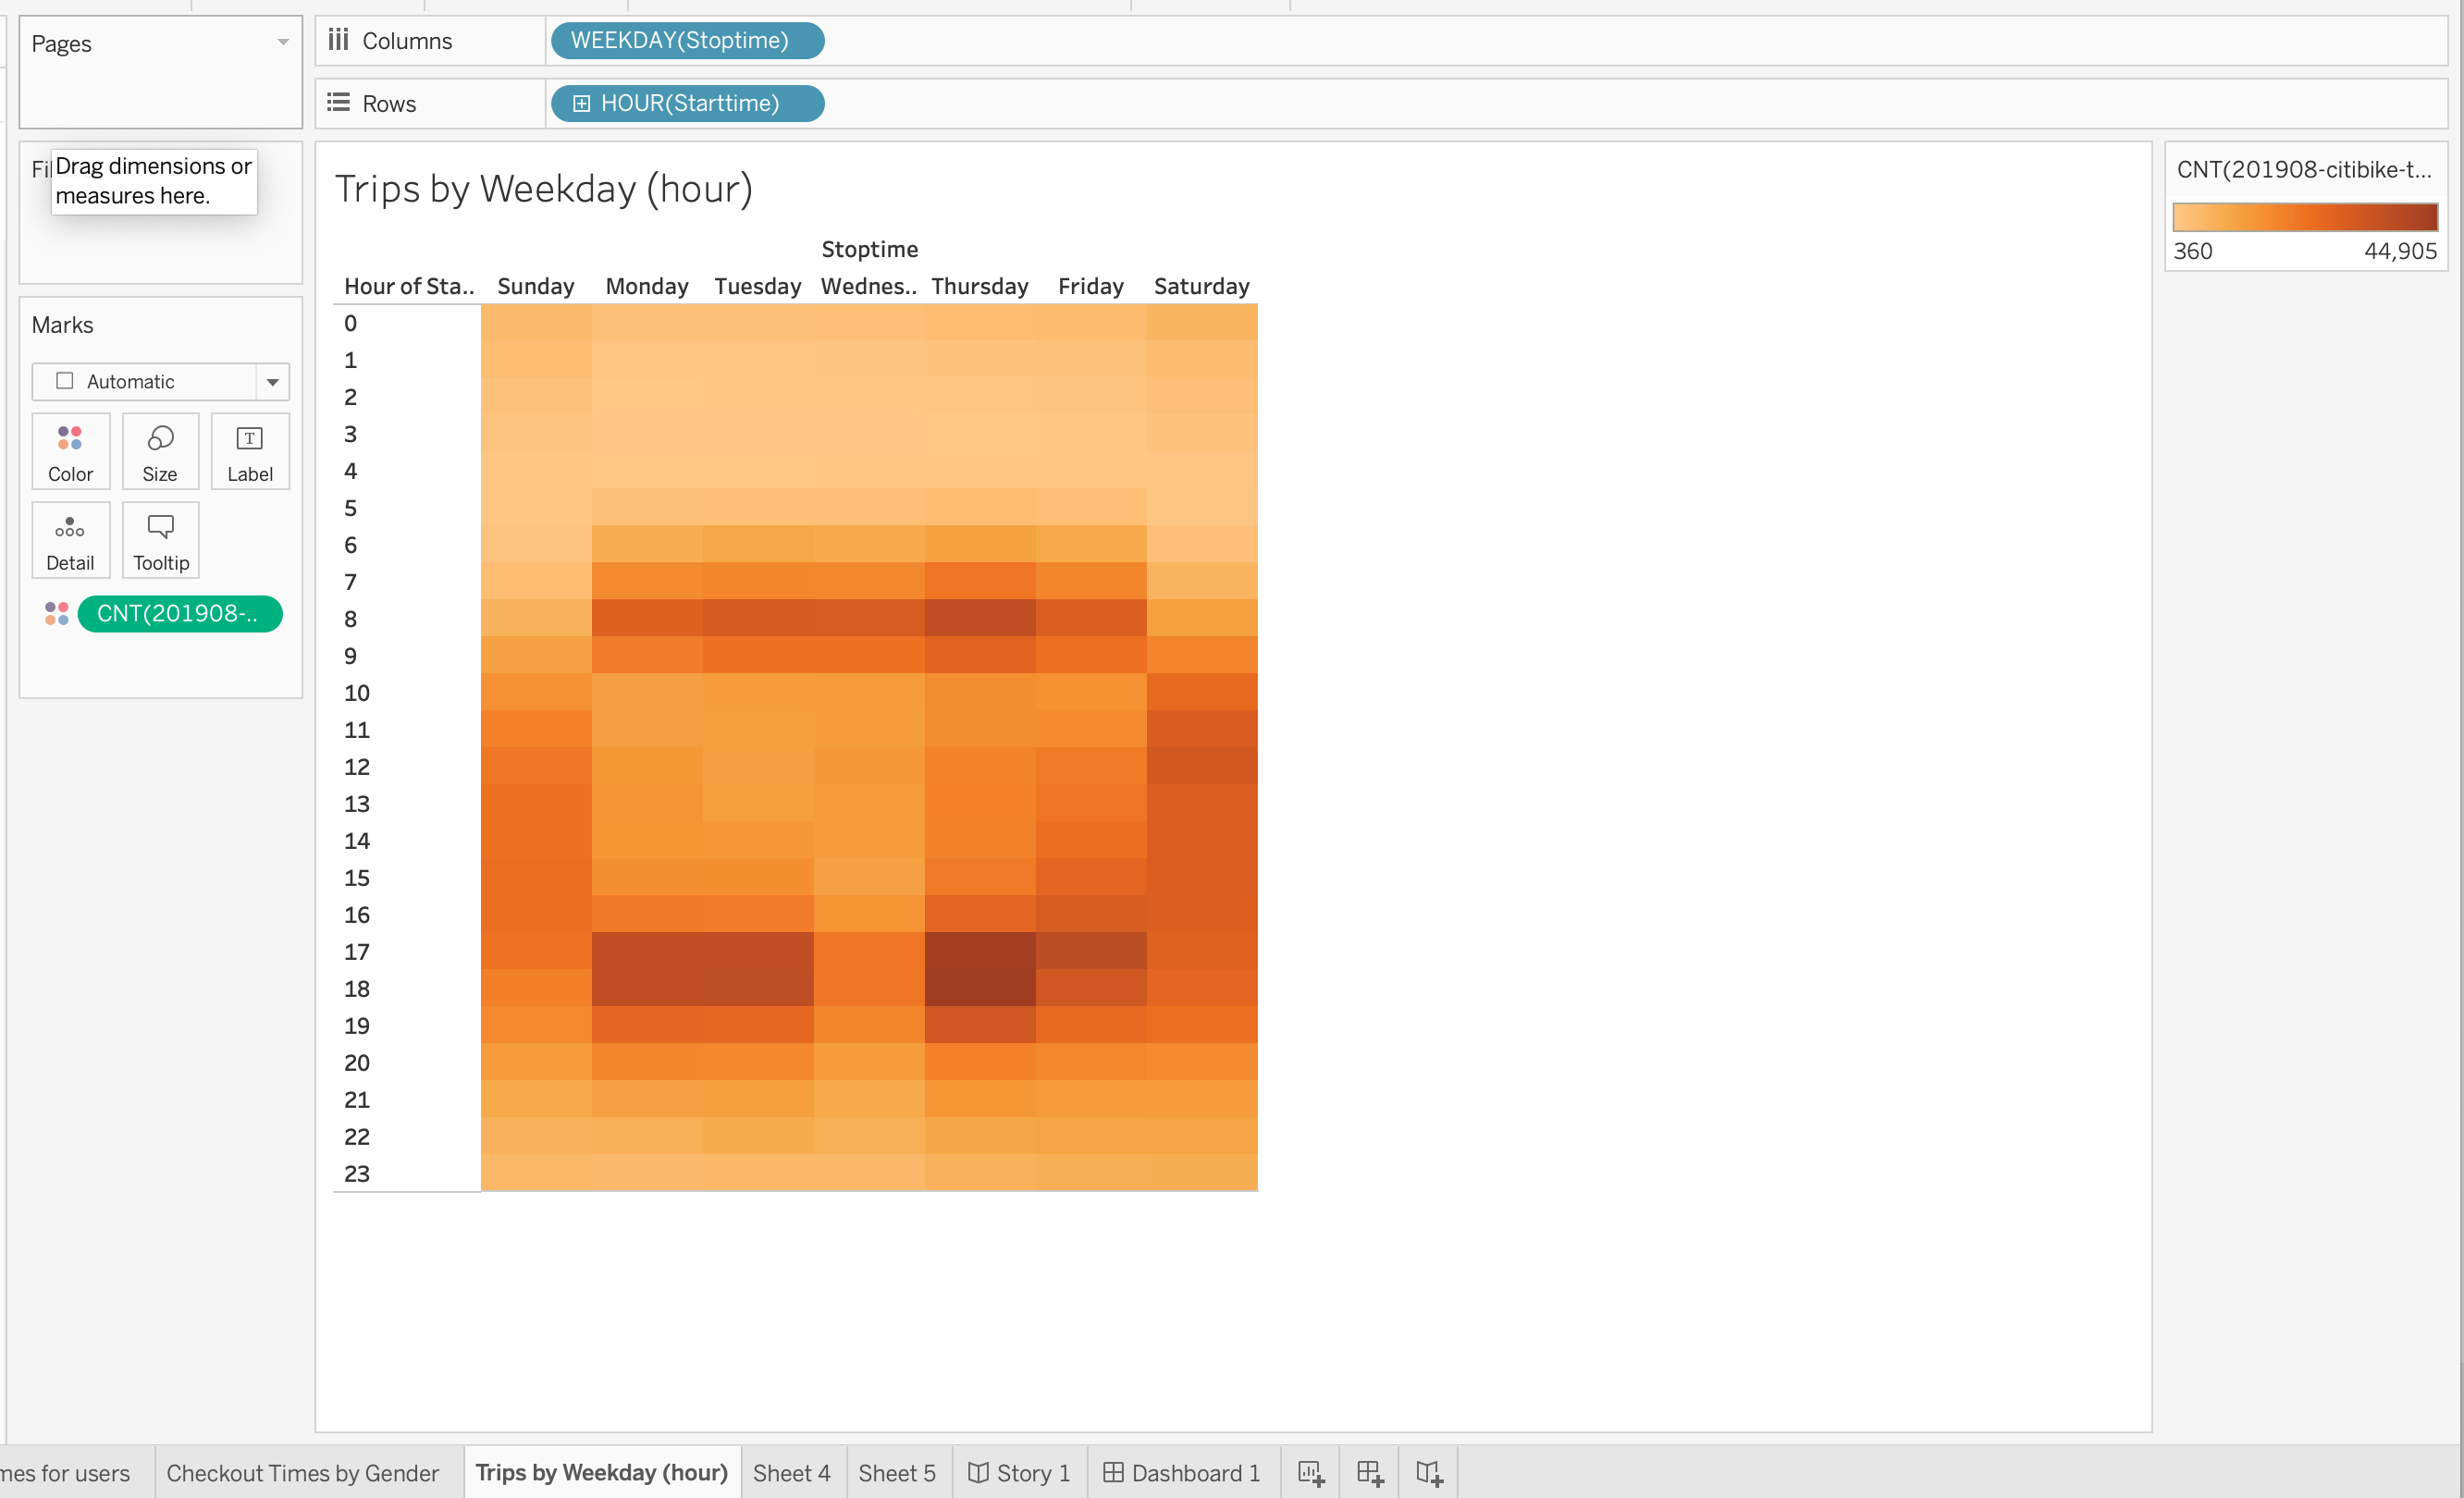 Pages
Columns
WEEKDAY(Stoptime)
Rows
HOUR(Starttime)
Fil
Drag dimensions or
measures here.
Marks
Automatic
Color
Size
T
Label
Detail
Tooltip
CNT(201908-..
Trips by Weekday (hour)
Stoptime
Hour of Sta.. Sunday Monday Tuesday Wednes.. Thursday Friday Saturday
0
1
2
3
4
5
6
7
8
9
10
11
12
13
14
15
16
17
18
19
20
21
22
23
CNT(201908-citibike-t...
360 44,905
mes for users
Checkout Times by Gender
Trips by Weekday (hour)
Sheet 4
Sheet 5
Story 1
Dashboard 1